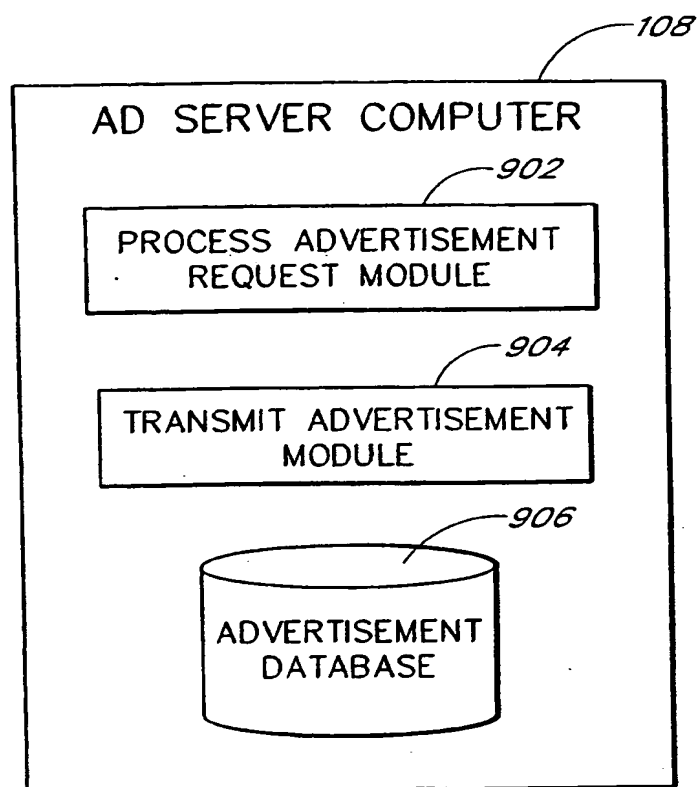 108
AD SERVER COMPUTER
902
PROCESS ADVERTISEMENT
REQUEST MODULE
904
TRANSMIT ADVERTISEMENT
MODULE
906
ADVERTISEMENT
DATABASE